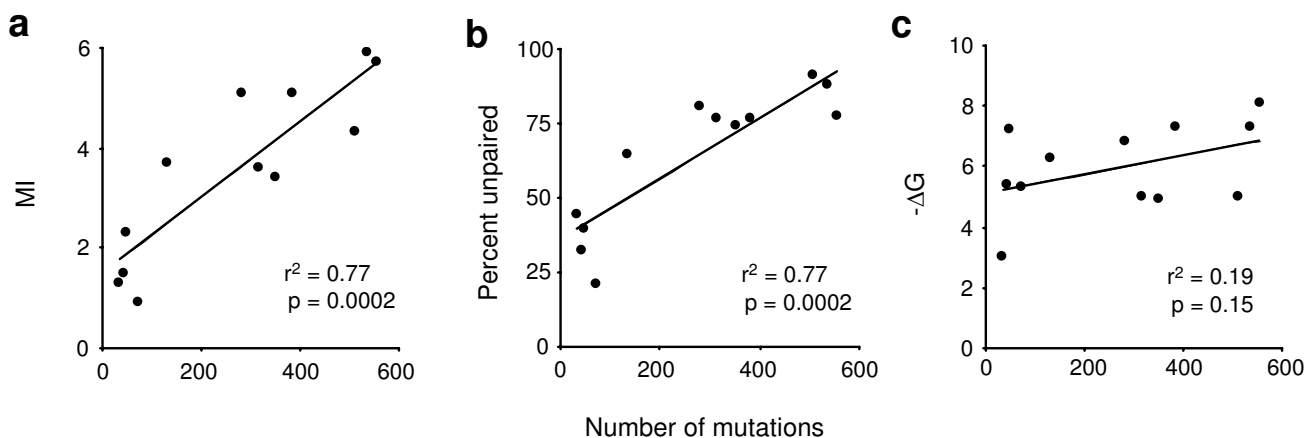 a
6
4
2
0
MI
0 200 400 600
r² = 0.77
p = 0.0002
b
100
75
50
25
0
Percent unpaired
0 200 400 600
r² = 0.77
p = 0.0002
c
10
8
6
4
2
0
-ΔG
0 200 400 600
r² = 0.19
p = 0.15
Number of mutations